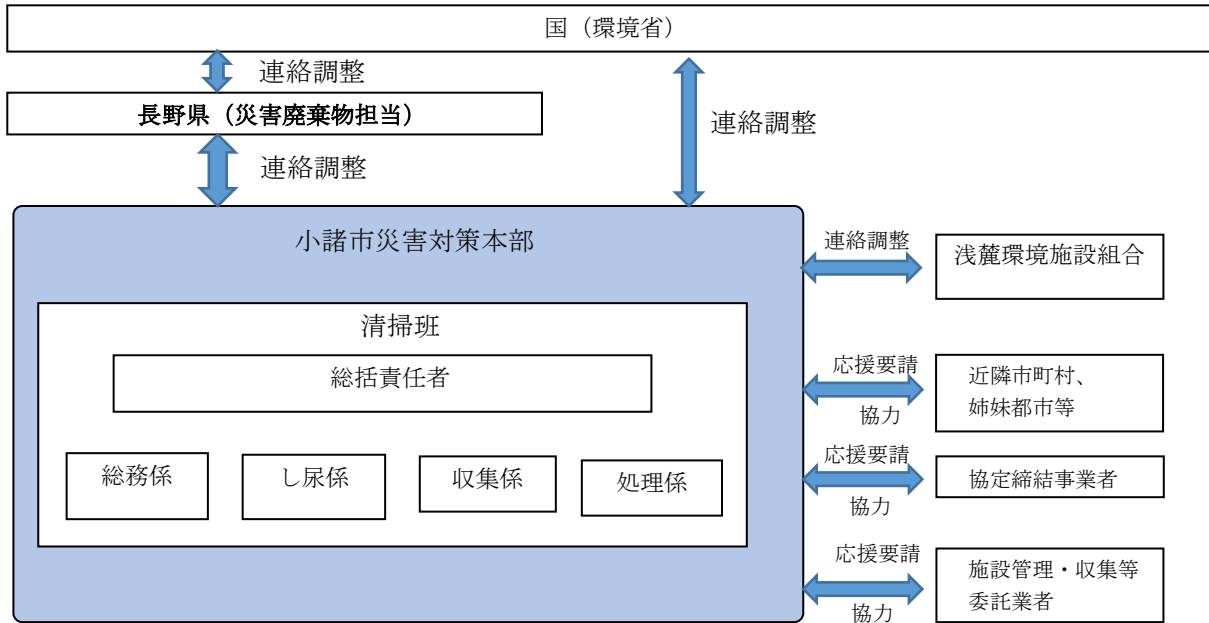 国（環境省）
連絡調整
長野県（災害廃棄物担当）
連絡調整
連絡調整
小諸市災害対策本部
清掃班
総括責任者
総務係
し尿係
収集係
処理係
連絡調整
浅麓環境施設組合
応援要請
協力
近隣市町村、
姉妹都市等
応援要請
協力
協定締結事業者
応援要請
協力
施設管理・収集等
委託業者